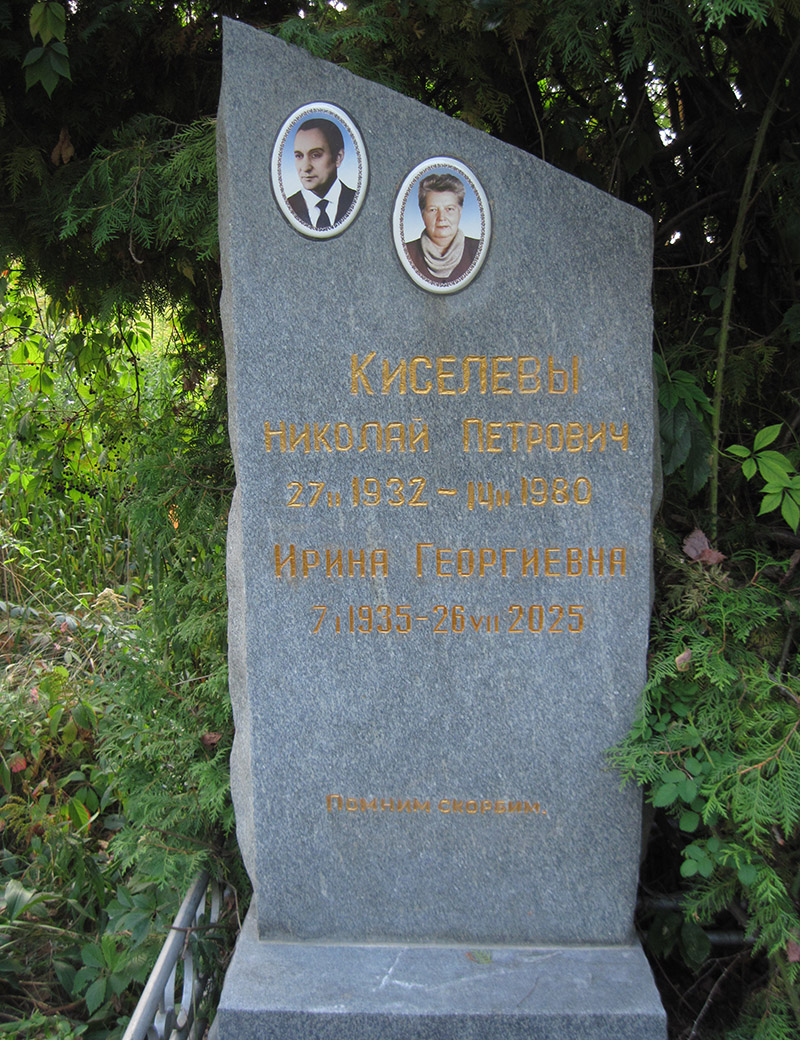 Киселевы
Николай Петрович
27 II 1932 – 14 II 1980
Ирина Георгиевна
7 I 1935 – 26 VII 2025
Помним скорбим.